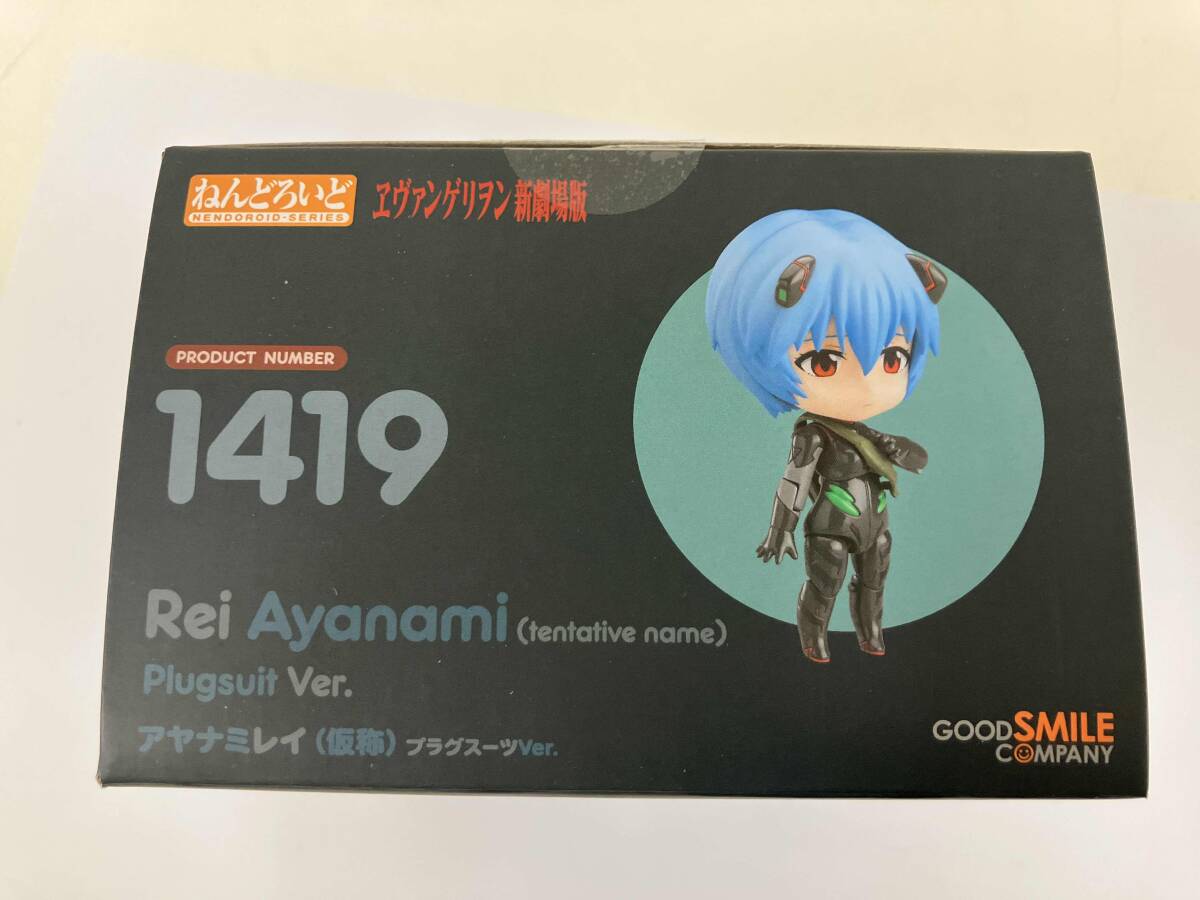 ねんどろいど
NENDOROID-SERIES
ヱヴァンゲリヲン新劇場版
PRODUCT NUMBER
1419
Rei Ayanami (tentative name)
Plugsuit Ver.
アヤナミレイ（仮称）プラグスーツVer.
GOOD SMILE
COMPANY